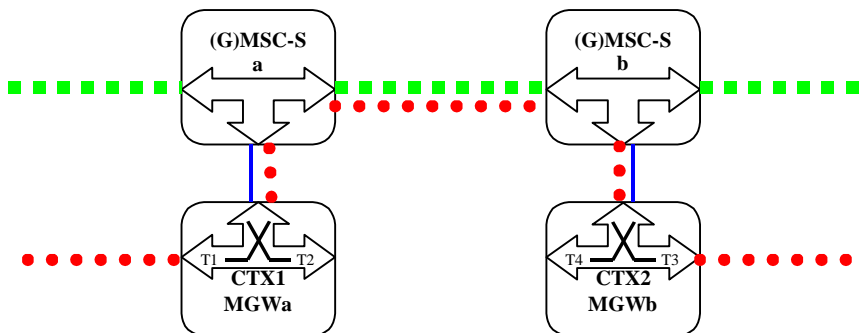 (G)MSC-S
a
(G)MSC-S
b
T1 T2
CTX1
MGWa
T4 T3
CTX2
MGWb